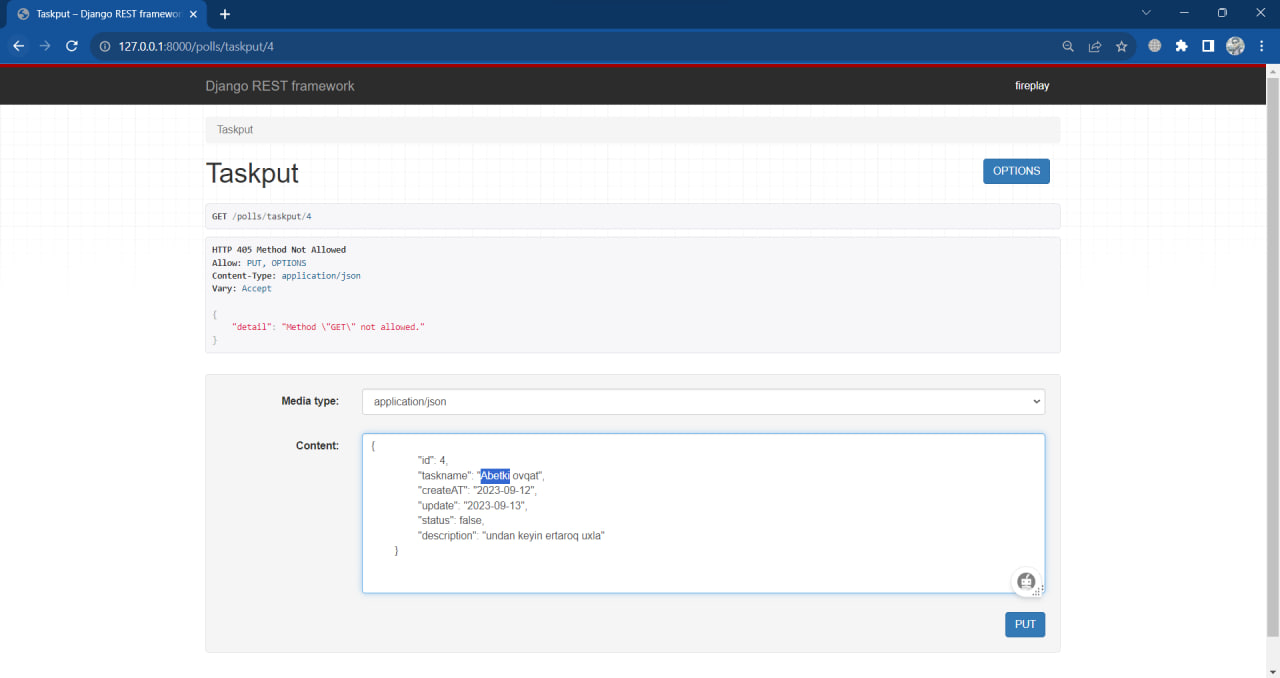 Taskput – Django REST framewor
127.0.0.1:8000/polls/taskput/4
Django REST framework
fireplay
Taskput
Taskput
OPTIONS
GET /polls/taskput/4
HTTP 405 Method Not Allowed
Allow: PUT, OPTIONS
Content-Type: application/json
Vary: Accept
{
"detail": "Method \"GET\" not allowed."
}
Media type:
application/json
Content:
{
"id": 4,
"taskname": "Abetki ovqat",
"createAT": "2023-09-12",
"update": "2023-09-13",
"status": false,
"description": "undan keyin ertaroq uxla"
}
PUT